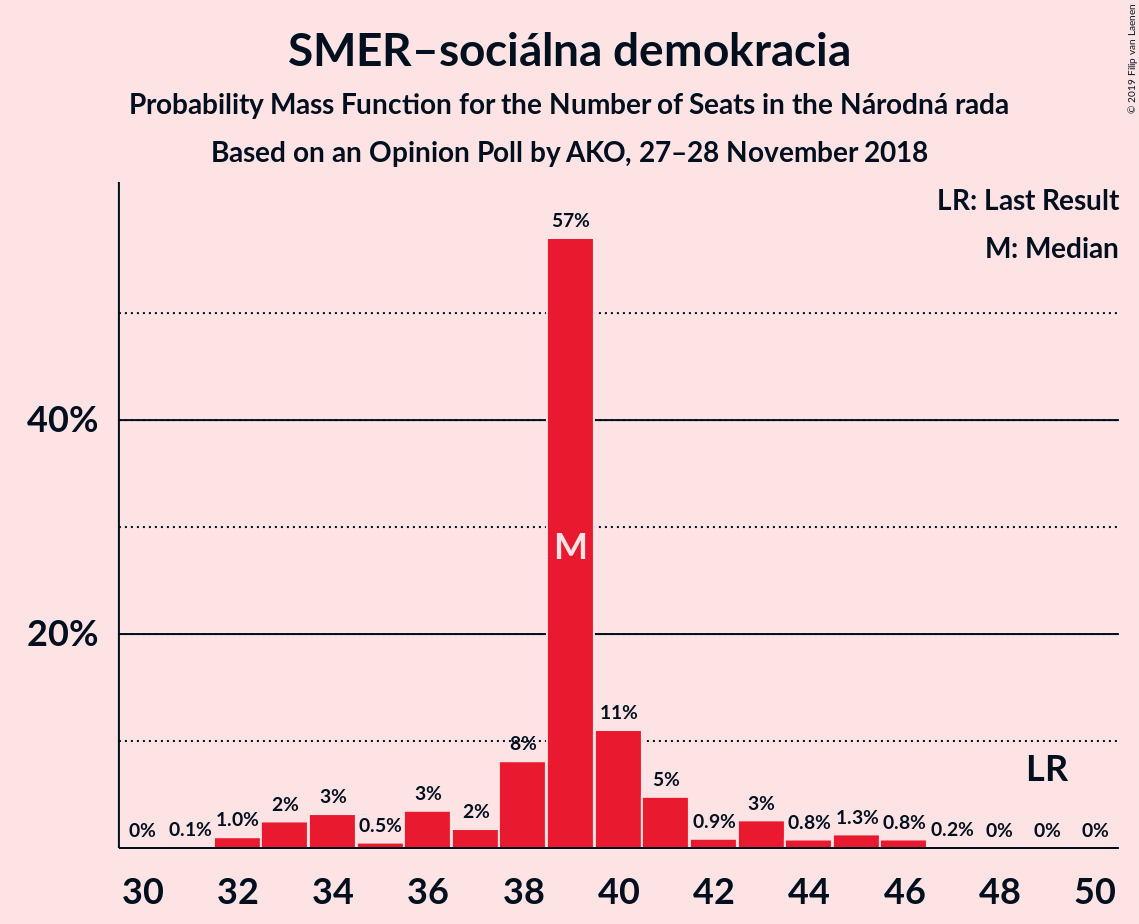 SMER–sociálna demokracia
Probability Mass Function for the Number of Seats in the Národná rada
Based on an Opinion Poll by AKO, 27–28 November 2018
© 2019 Filip van Laenen
LR: Last Result
M: Median
57%
40%
M
20%
11%
8%
LR
5%
3%
3%
3%
2%
2%
1.3%
1.0%
0.9%
0.8%
0.8%
0.5%
0.2%
0.1%
0%
0%
0%
0%
30 32 34 36 38 40 42 44 46 48 50